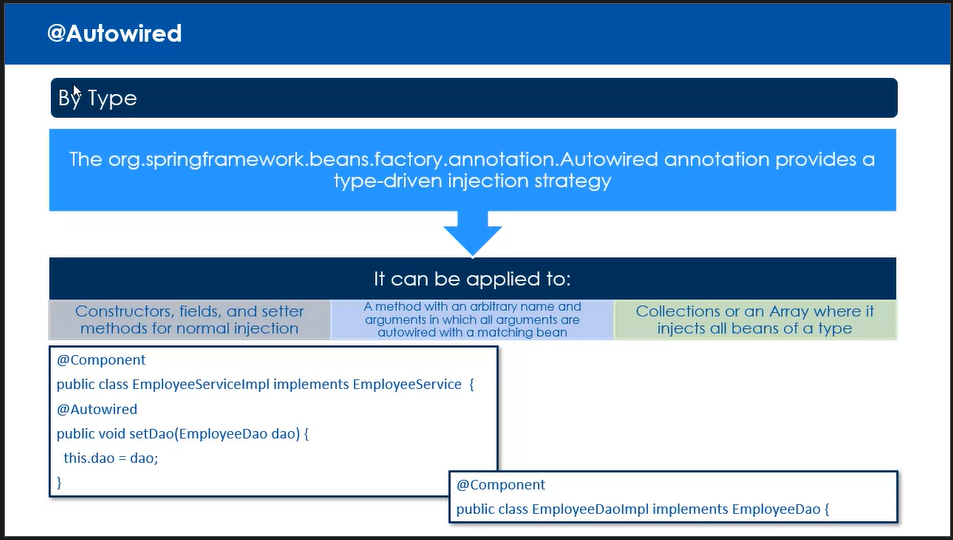 @Autowired
By Type
The org.springframework.beans.factory.annotation.Autowired annotation provides a
type-driven injection strategy
It can be applied to:
Constructors, fields, and setter
methods for normal injection
A method with an arbitrary name and
arguments in which all arguments are
autowired with a matching bean
Collections or an Array where it
injects all beans of a type
@Component
public class EmployeeServiceImpl implements EmployeeService {
@Autowired
public void setDao(EmployeeDao dao) {
this.dao = dao;
}
@Component
public class EmployeeDaoImpl implements EmployeeDao {